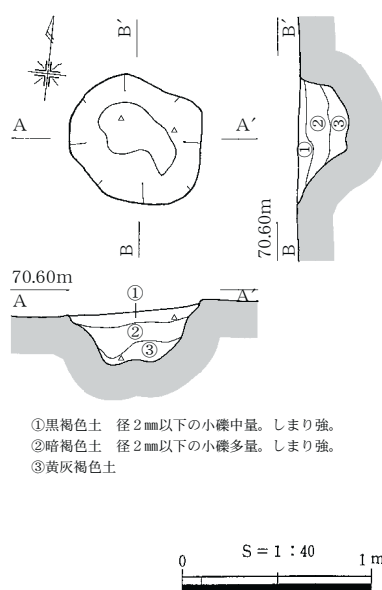 B′
A
A′
B
B′
①
②
③
70.60m
B
70.60m
A
A′
①
②
③
①黒褐色土　径２㎜以下の小礫中量。しまり強。
②暗褐色土　径２㎜以下の小礫多量。しまり強。
③黄灰褐色土
S＝1：40
0
1 m